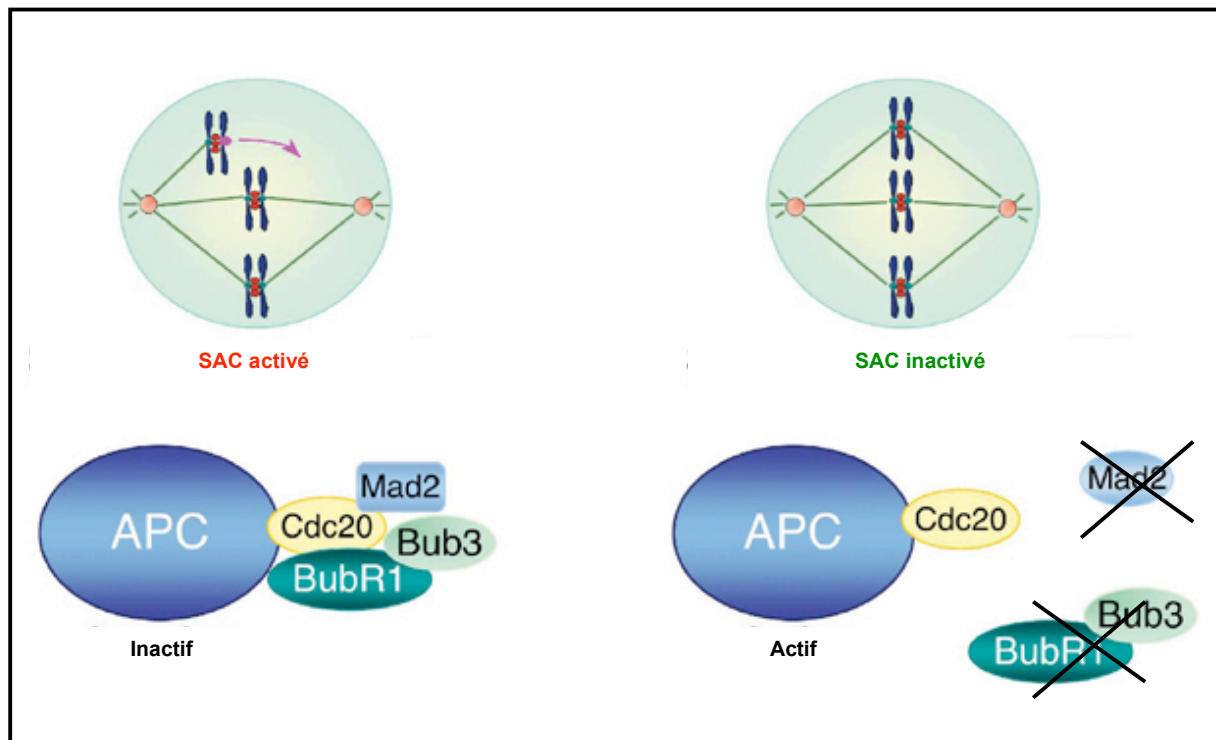 SAC activé
SAC inactivé
APC
Cdc20
Mad2
Bub3
BubR1
Inactif
APC
Cdc20
Mad2
Bub3
BubR1
Actif